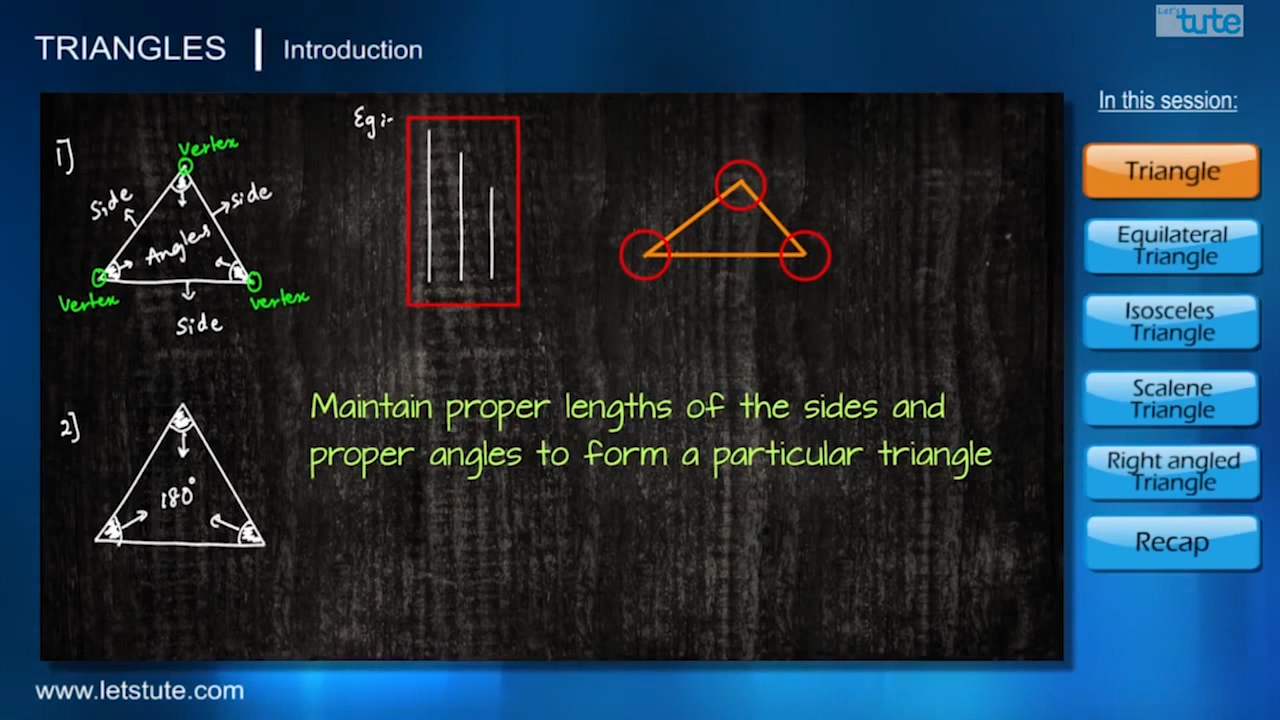 Let's
tute
TRIANGLES | Introduction
In this session:
Triangle
Equilateral
Triangle
Isosceles
Triangle
Scalene
Triangle
Right angled
Triangle
Recap
1]
Vertex
Side
Side
Angles
Vertex
Vertex
Side
Eg:-
2]
180°
Maintain proper lengths of the sides and
proper angles to form a particular triangle
www.letstute.com